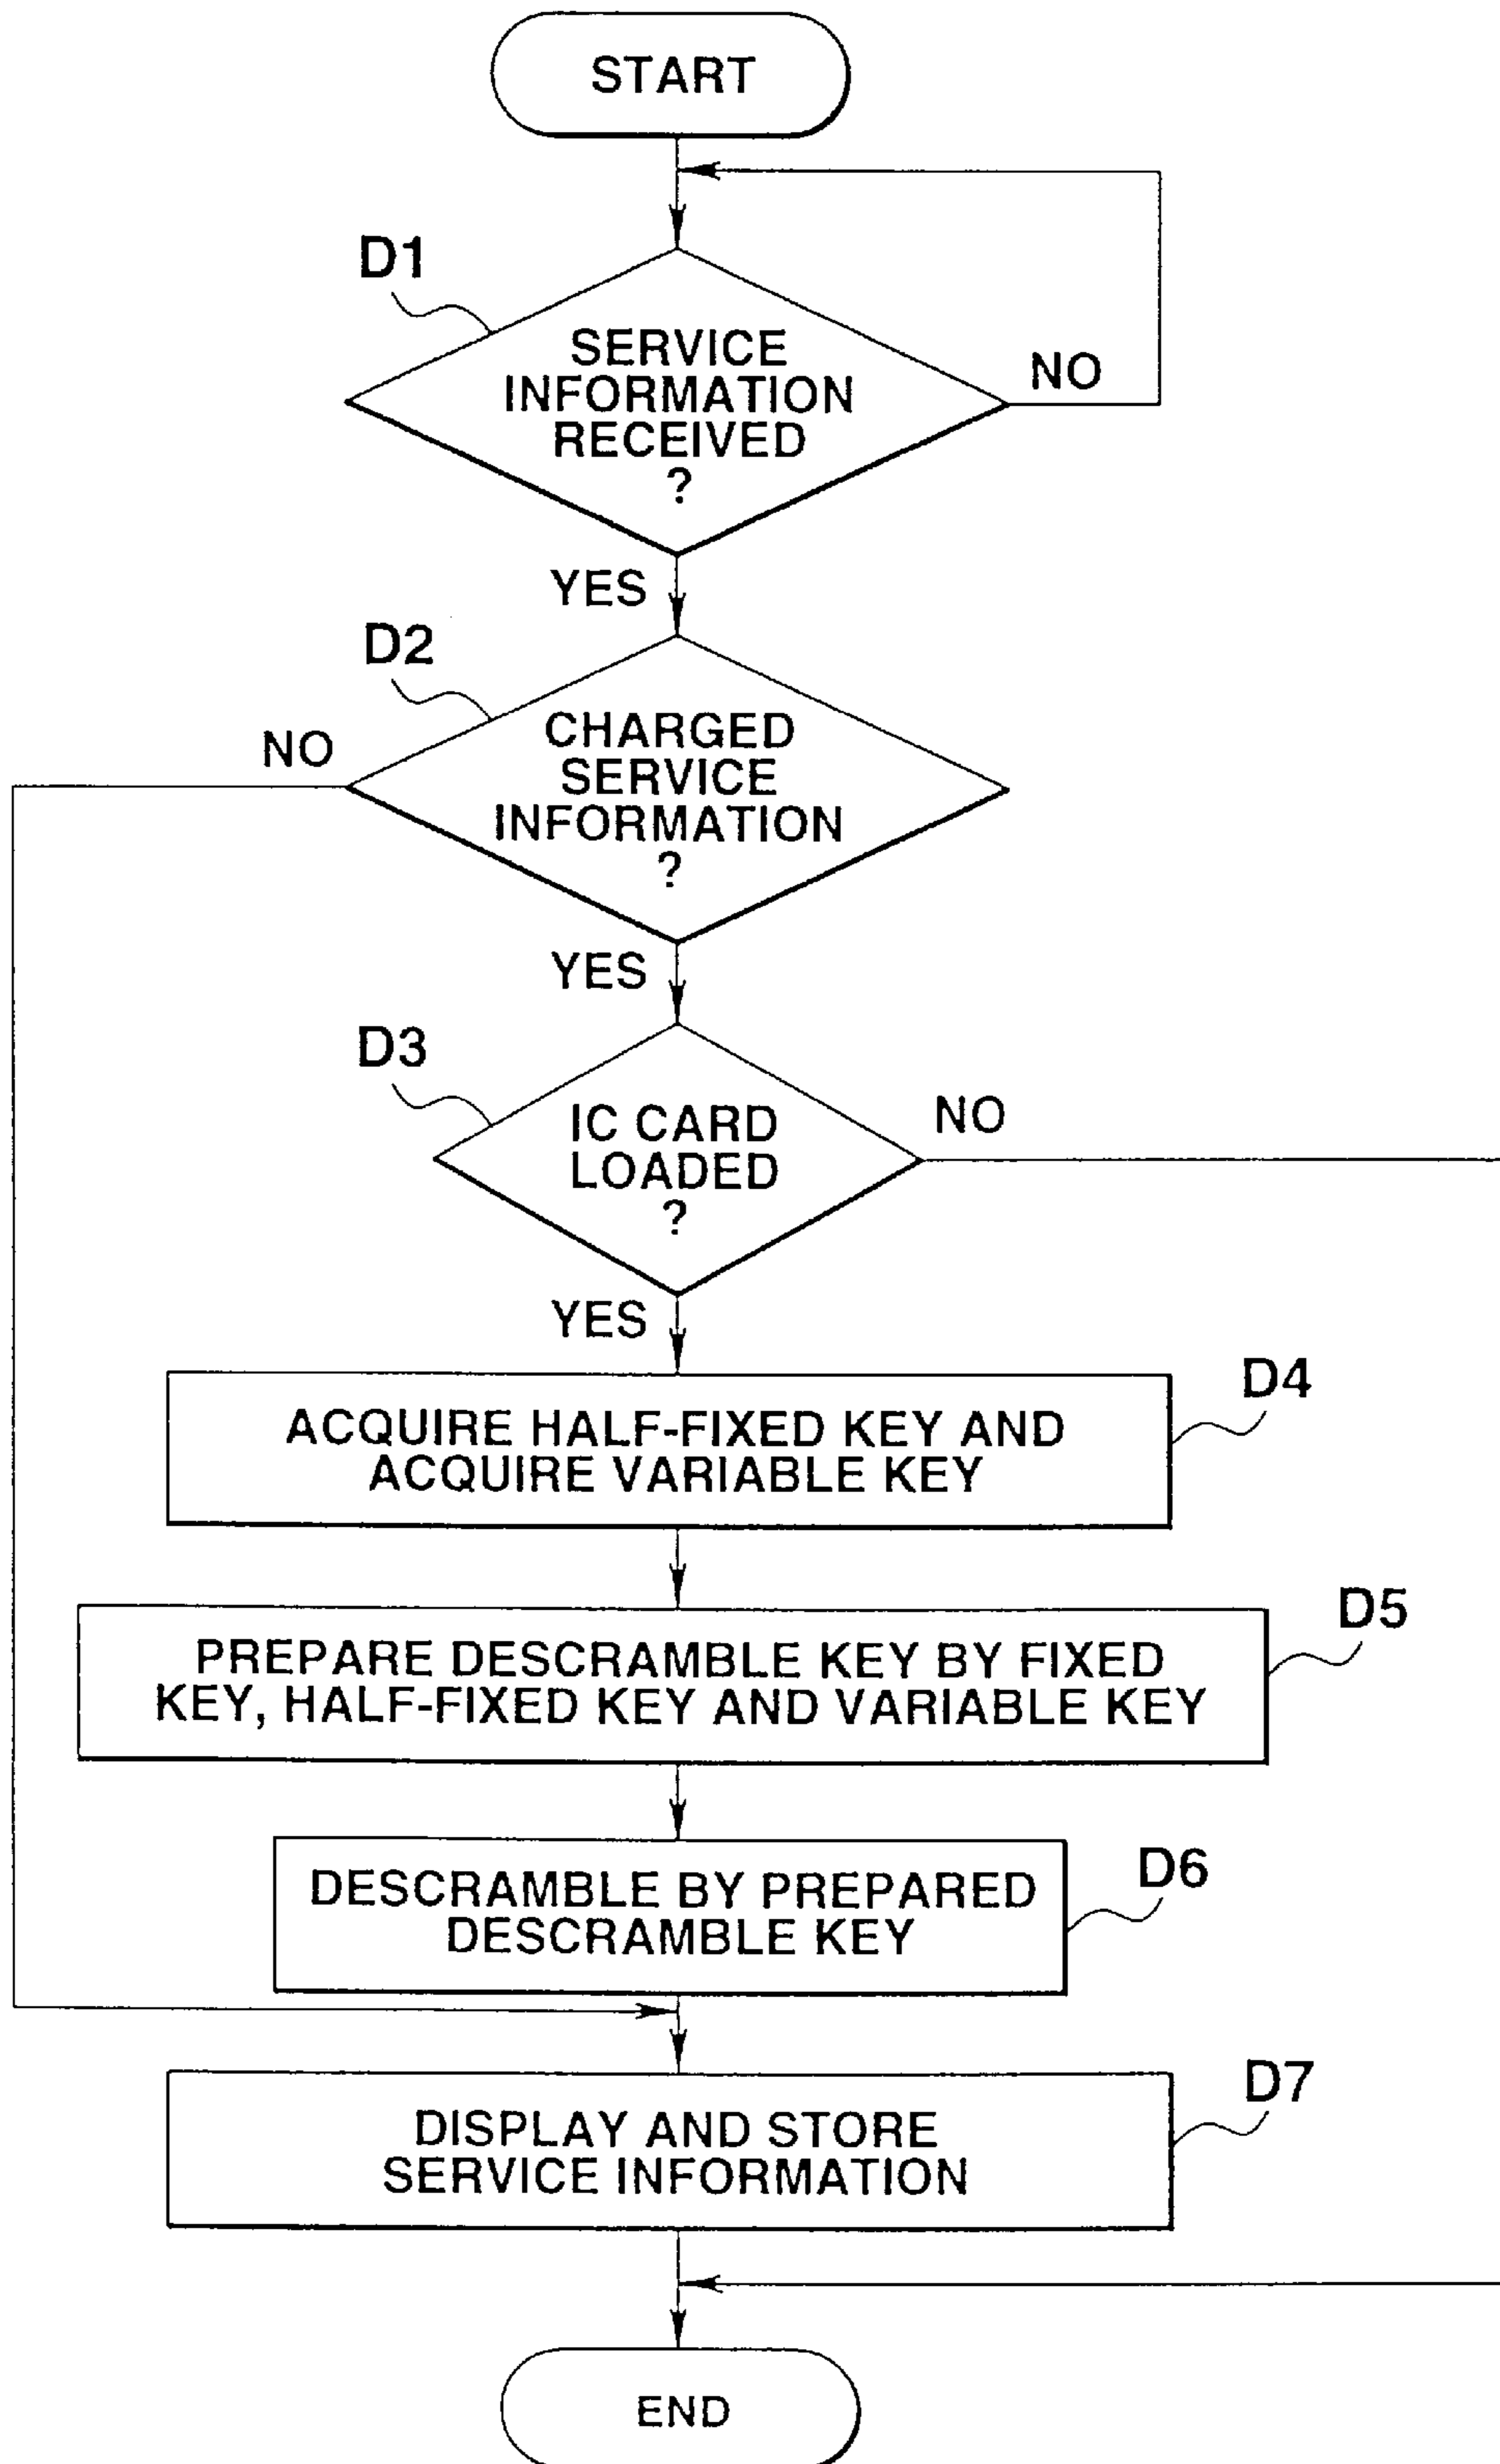 START
D1
SERVICE
INFORMATION
RECEIVED
?
NO
YES
D2
NO
CHARGED
SERVICE
INFORMATION
?
YES
D3
IC CARD
LOADED
?
NO
YES
D4
ACQUIRE HALF-FIXED KEY AND
ACQUIRE VARIABLE KEY
D5
PREPARE DESCRAMBLE KEY BY FIXED
KEY, HALF-FIXED KEY AND VARIABLE KEY
D6
DESCRAMBLE BY PREPARED
DESCRAMBLE KEY
D7
DISPLAY AND STORE
SERVICE INFORMATION
END